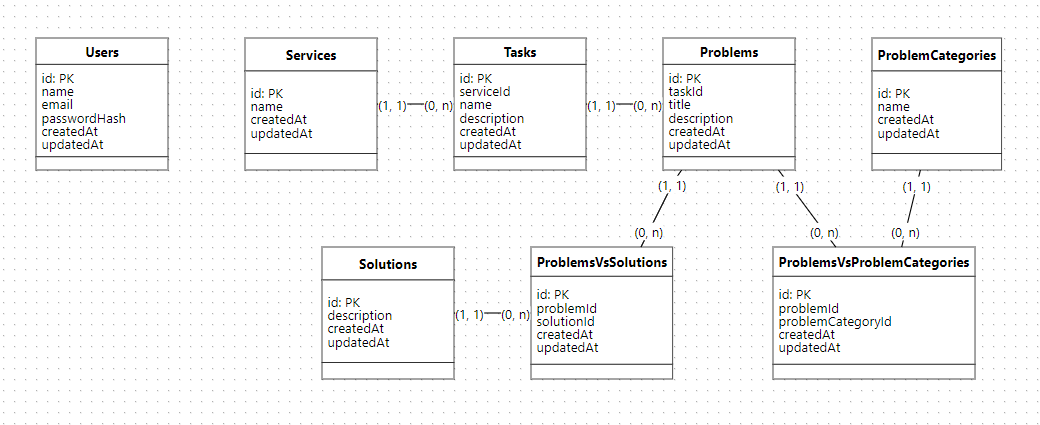 Users
id: PK
name
email
passwordHash
createdAt
updatedAt
Services
id: PK
name
createdAt
updatedAt
(1, 1)
(0, n)
Tasks
id: PK
serviceId
name
description
createdAt
updatedAt
(1, 1)
(0, n)
Problems
id: PK
taskId
title
description
createdAt
updatedAt
ProblemCategories
id: PK
name
createdAt
updatedAt
(1, 1)
(1, 1)
(1, 1)
(0, n)
(0, n)
(0, n)
Solutions
id: PK
description
createdAt
updatedAt
(1, 1)
(0, n)
ProblemsVsSolutions
id: PK
problemId
solutionId
createdAt
updatedAt
ProblemsVsProblemCategories
id: PK
problemId
problemCategoryId
createdAt
updatedAt